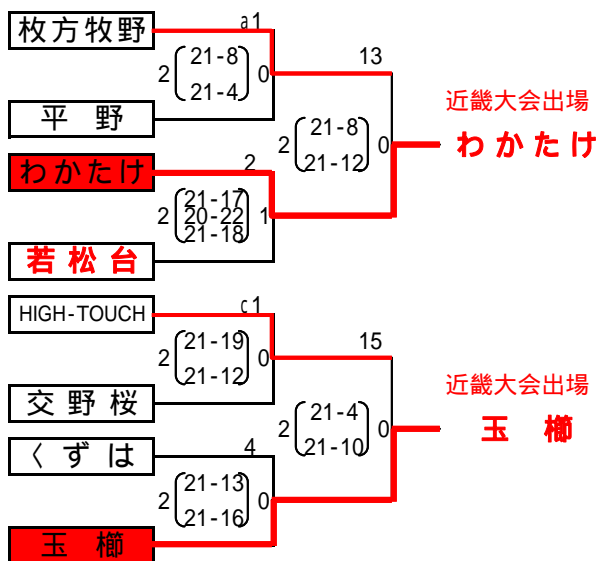 枚方牧野
a1
2 21-8 0
21-4
平野
13
2 21-8 0
21-12
近畿大会出場
わかたけ
わかたけ
2
2 21-17 1
20-22
21-18
若松台
HIGH-TOUCH
c1
2 21-19 0
21-12
交野桜
15
2 21-4 0
21-10
近畿大会出場
玉櫛
くずは
4
2 21-13 0
21-16
玉櫛